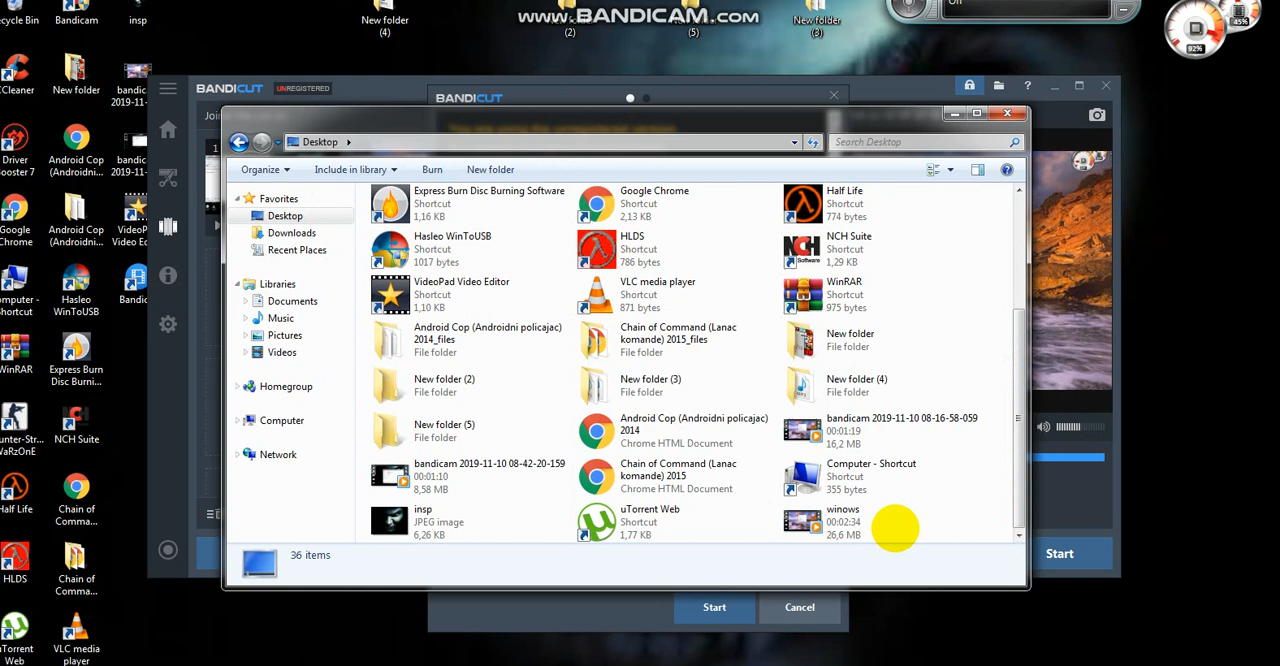 www.BANDICAM.com
Off
ecycle Bin
Bandicam
insp
New folder
(4)
(2)
(5)
New folder
(3)
92%
45%
CCleaner
New folder
bandic
2019-11-
BANDICUT
UNREGISTERED
BANDICUT
Desktop
Search Desktop
Driver
Booster 7
Android Cop
(Androidni...
bandic
2019-11-
Organize
Include in library
Burn
New folder
Google
Chrome
Android Cop
(Androidni...
VideoPad
Video Edi
Computer -
Shortcut
Hasleo
WinToUSB
Bandic
WinRAR
Express Burn
Disc Burni...
unter-Str...
WaRzOnE
NCH Suite
Half Life
Chain of
Comma...
HLDS
Chain of
Comma...
uTorrent
Web
VLC media
player
Favorites
Desktop
Downloads
Recent Places
Libraries
Documents
Music
Pictures
Videos
Homegroup
Computer
Network
Express Burn Disc Burning Software
Shortcut
1,16 KB
Google Chrome
Shortcut
2,13 KB
Half Life
Shortcut
774 bytes
Hasleo WinToUSB
Shortcut
1017 bytes
HLDS
Shortcut
786 bytes
NCH Suite
Shortcut
1,29 KB
VideoPad Video Editor
Shortcut
1,10 KB
VLC media player
Shortcut
871 bytes
WinRAR
Shortcut
975 bytes
Android Cop (Androidni policajac)
2014_files
File folder
Chain of Command (Lanac
komande) 2015_files
File folder
New folder
File folder
New folder (2)
File folder
New folder (3)
File folder
New folder (4)
File folder
New folder (5)
File folder
Android Cop (Androidni policajac)
2014
Chrome HTML Document
bandicam 2019-11-10 08-16-58-059
00:01:19
16,2 MB
bandicam 2019-11-10 08-42-20-159
00:01:10
8,58 MB
Chain of Command (Lanac
komande) 2015
Chrome HTML Document
Computer - Shortcut
Shortcut
355 bytes
insp
JPEG image
6,26 KB
uTorrent Web
Shortcut
1,77 KB
winows
00:02:34
26,6 MB
36 items
Start
Start
Cancel